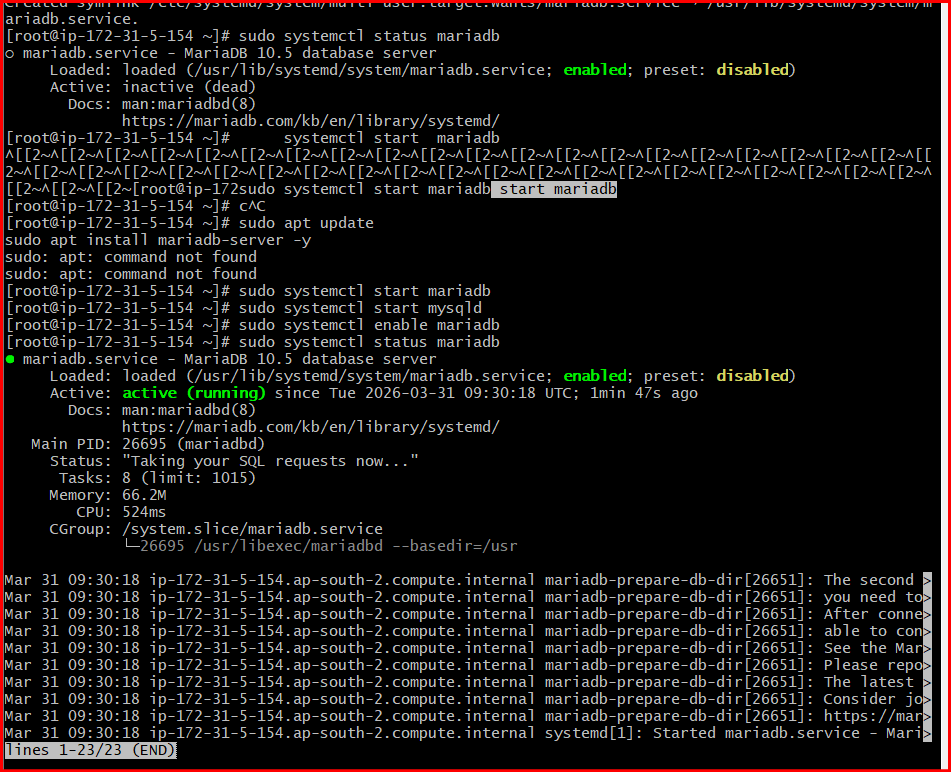 ariadb.service.
[root@ip-172-31-5-154 ~]# sudo systemctl status mariadb
○ mariadb.service - MariaDB 10.5 database server
     Loaded: loaded (/usr/lib/systemd/system/mariadb.service; enabled; preset: disabled)
     Active: inactive (dead)
       Docs: man:mariadbd(8)
             https://mariadb.com/kb/en/library/systemd/
[root@ip-172-31-5-154 ~]#      systemctl start  mariadb
^[[2~^[[2~^[[2~^[[2~^[[2~^[[2~^[[2~^[[2~^[[2~^[[2~^[[2~^[[2~^[[2~^[[2~^[[2~^[[2~^[[2~^[[2~^[[2~^[[2~^[[
2~^[[2~^[[2~^[[2~^[[2~^[[2~^[[2~^[[2~^[[2~^[[2~^[[2~^[[2~^[[2~^[[2~^[[2~^[[2~^[[2~^[[2~^[[2~^[[2~^[[2~^
[[2~^[[2~^[[2~[root@ip-172sudo systemctl start mariadb start mariadb
[root@ip-172-31-5-154 ~]# c^C
[root@ip-172-31-5-154 ~]# sudo apt update
sudo apt install mariadb-server -y
sudo: apt: command not found
sudo: apt: command not found
[root@ip-172-31-5-154 ~]# sudo systemctl start mariadb
[root@ip-172-31-5-154 ~]# sudo systemctl start mysqld
[root@ip-172-31-5-154 ~]# sudo systemctl enable mariadb
[root@ip-172-31-5-154 ~]# sudo systemctl status mariadb
● mariadb.service - MariaDB 10.5 database server
     Loaded: loaded (/usr/lib/systemd/system/mariadb.service; enabled; preset: disabled)
     Active: active (running) since Tue 2026-03-31 09:30:18 UTC; 1min 47s ago
       Docs: man:mariadbd(8)
             https://mariadb.com/kb/en/library/systemd/
   Main PID: 26695 (mariadbd)
     Status: "Taking your SQL requests now..."
      Tasks: 8 (limit: 1015)
     Memory: 66.2M
        CPU: 524ms
     CGroup: /system.slice/mariadb.service
             └─26695 /usr/libexec/mariadbd --basedir=/usr
Mar 31 09:30:18 ip-172-31-5-154.ap-south-2.compute.internal mariadb-prepare-db-dir[26651]: The second >
Mar 31 09:30:18 ip-172-31-5-154.ap-south-2.compute.internal mariadb-prepare-db-dir[26651]: you need to>
Mar 31 09:30:18 ip-172-31-5-154.ap-south-2.compute.internal mariadb-prepare-db-dir[26651]: After conne>
Mar 31 09:30:18 ip-172-31-5-154.ap-south-2.compute.internal mariadb-prepare-db-dir[26651]: able to con>
Mar 31 09:30:18 ip-172-31-5-154.ap-south-2.compute.internal mariadb-prepare-db-dir[26651]: See the Mar>
Mar 31 09:30:18 ip-172-31-5-154.ap-south-2.compute.internal mariadb-prepare-db-dir[26651]: Please repo>
Mar 31 09:30:18 ip-172-31-5-154.ap-south-2.compute.internal mariadb-prepare-db-dir[26651]: The latest >
Mar 31 09:30:18 ip-172-31-5-154.ap-south-2.compute.internal mariadb-prepare-db-dir[26651]: Consider jo>
Mar 31 09:30:18 ip-172-31-5-154.ap-south-2.compute.internal mariadb-prepare-db-dir[26651]: https://mar>
Mar 31 09:30:18 ip-172-31-5-154.ap-south-2.compute.internal systemd[1]: Started mariadb.service - Mari>
lines 1-23/23 (END)